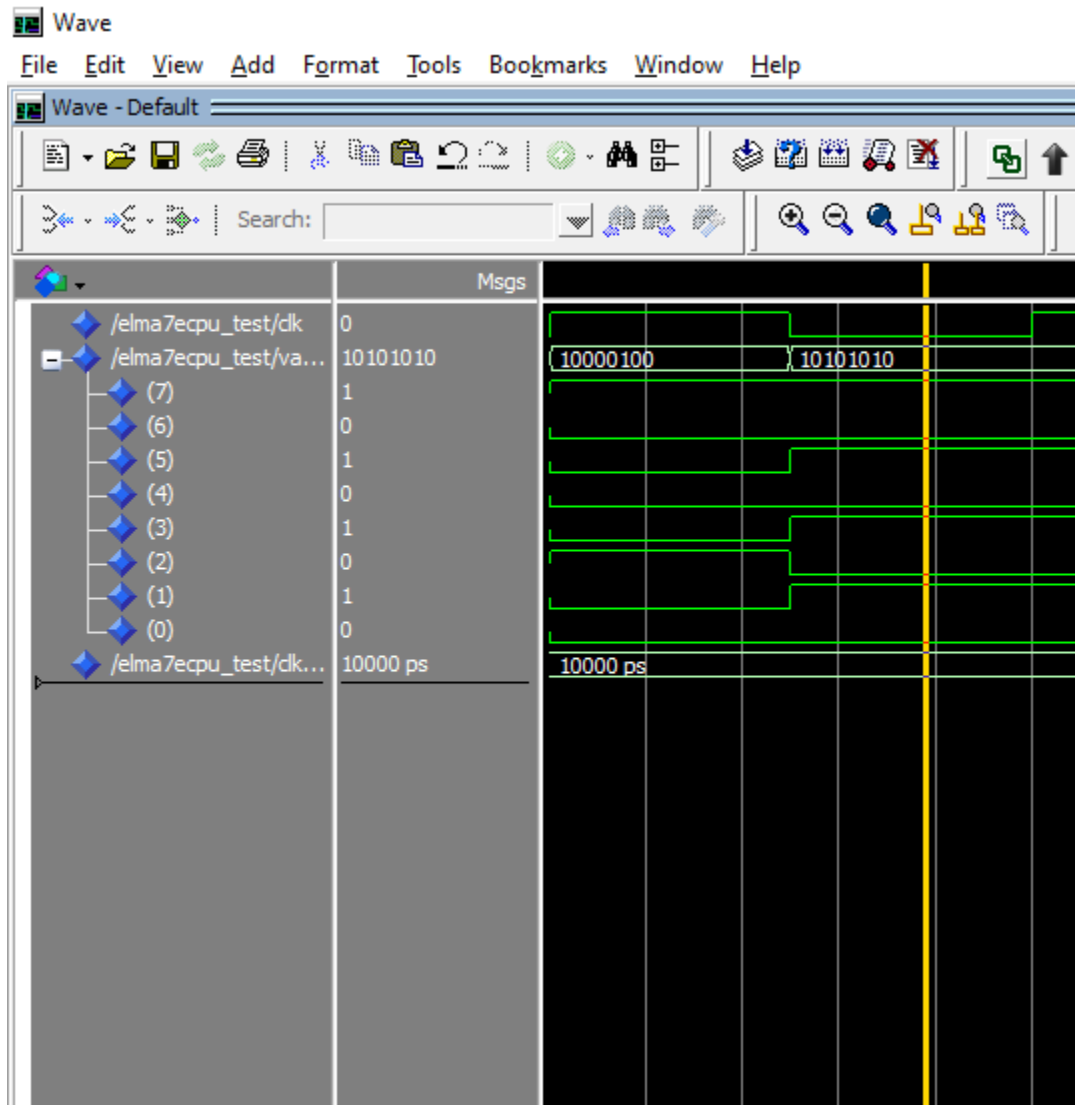 Wave
File Edit View Add Format Tools Bookmarks Window Help
Wave - Default
Search:
Msgs
/elma7ecpu_test/clk 0
/elma7ecpu_test/va... 10101010 10000100 10101010
(7) 1
(6) 0
(5) 1
(4) 0
(3) 1
(2) 0
(1) 1
(0) 0
/elma7ecpu_test/clk... 10000 ps 10000 ps